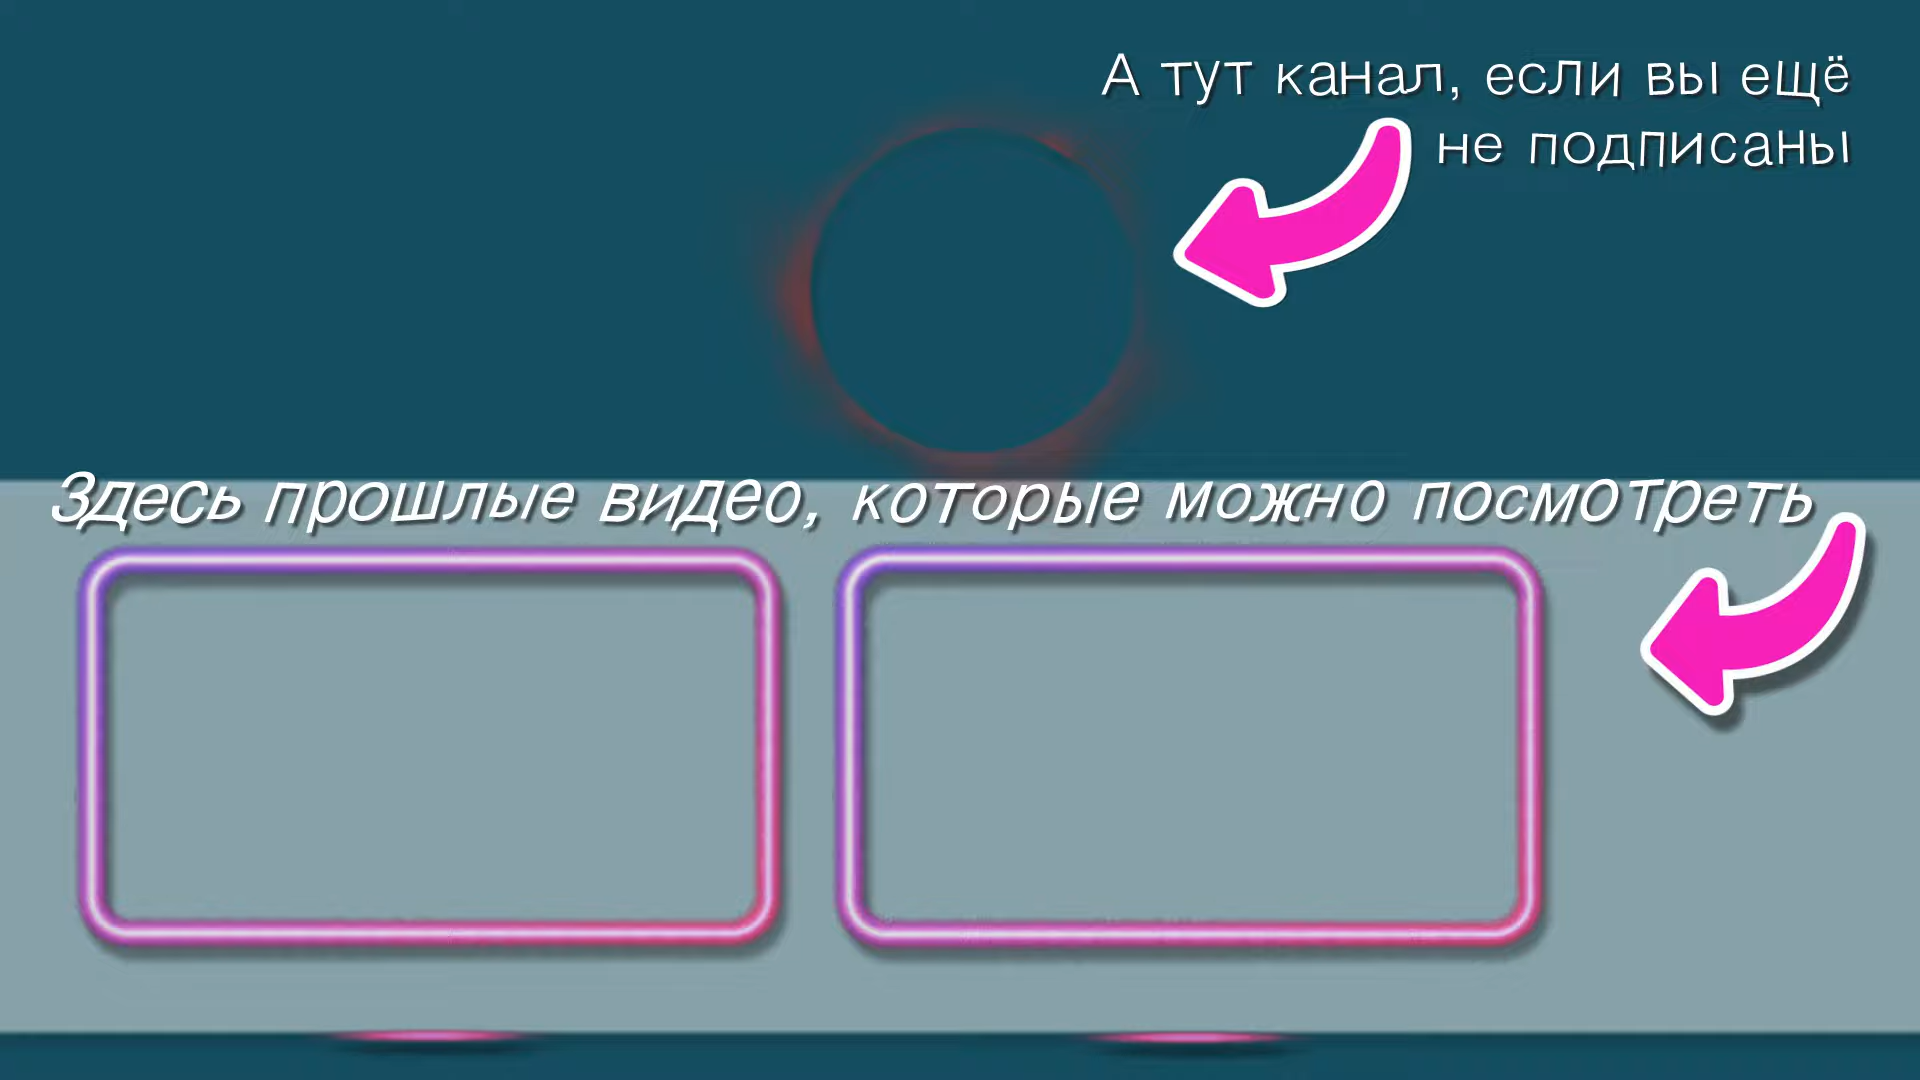 А тут канал, если вы ещё
не подписаны
Здесь прошлые видео, которые можно посмотреть